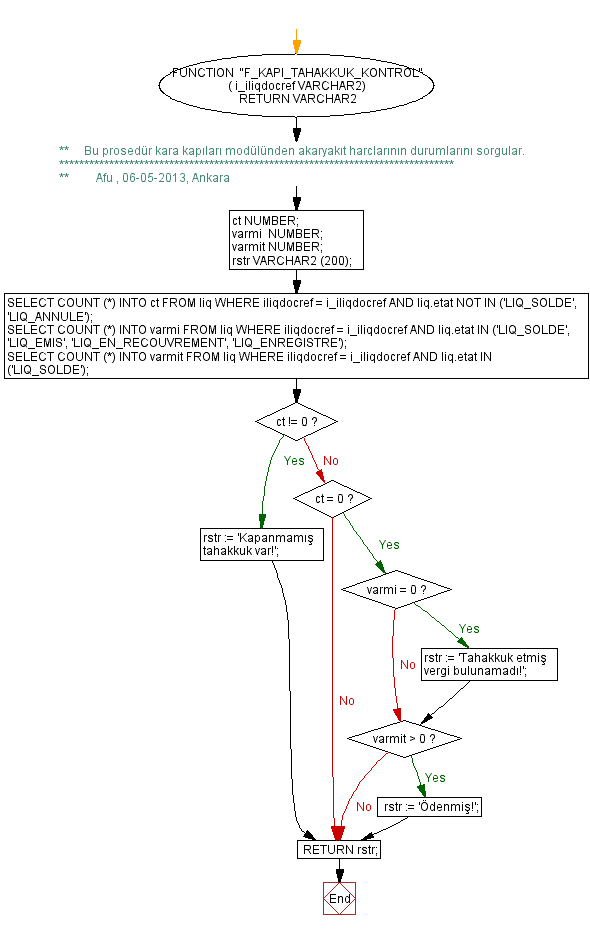 FUNCTION "F_KAPI_TAHAKKUK_KONTROL"
( i_iliqdocref VARCHAR2)
RETURN VARCHAR2
** Bu prosedür kara kapıları modülünden akaryakıt harclarının durumlarını sorgular.
*******************************************************************************
** Afu , 06-05-2013, Ankara
ct NUMBER;
varmi NUMBER;
varmit NUMBER;
rstr VARCHAR2 (200);
SELECT COUNT (*) INTO ct FROM liq WHERE iliqdocref = i_iliqdocref AND liq.etat NOT IN ('LIQ_SOLDE',
'LIQ_ANNULE');
SELECT COUNT (*) INTO varmi FROM liq WHERE iliqdocref = i_iliqdocref AND liq.etat IN ('LIQ_SOLDE',
'LIQ_EMIS', 'LIQ_EN_RECOUVREMENT', 'LIQ_ENREGISTRE');
SELECT COUNT (*) INTO varmit FROM liq WHERE iliqdocref = i_iliqdocref AND liq.etat IN
('LIQ_SOLDE');
ct != 0 ?
Yes
No
ct = 0 ?
rstr := 'Kapanmamış
tahakkuk var!';
Yes
varmi = 0 ?
Yes
No
rstr := 'Tahakkuk etmiş
vergi bulunamadı!';
No
varmit > 0 ?
Yes
No
rstr := 'Ödenmiş!';
RETURN rstr;
End